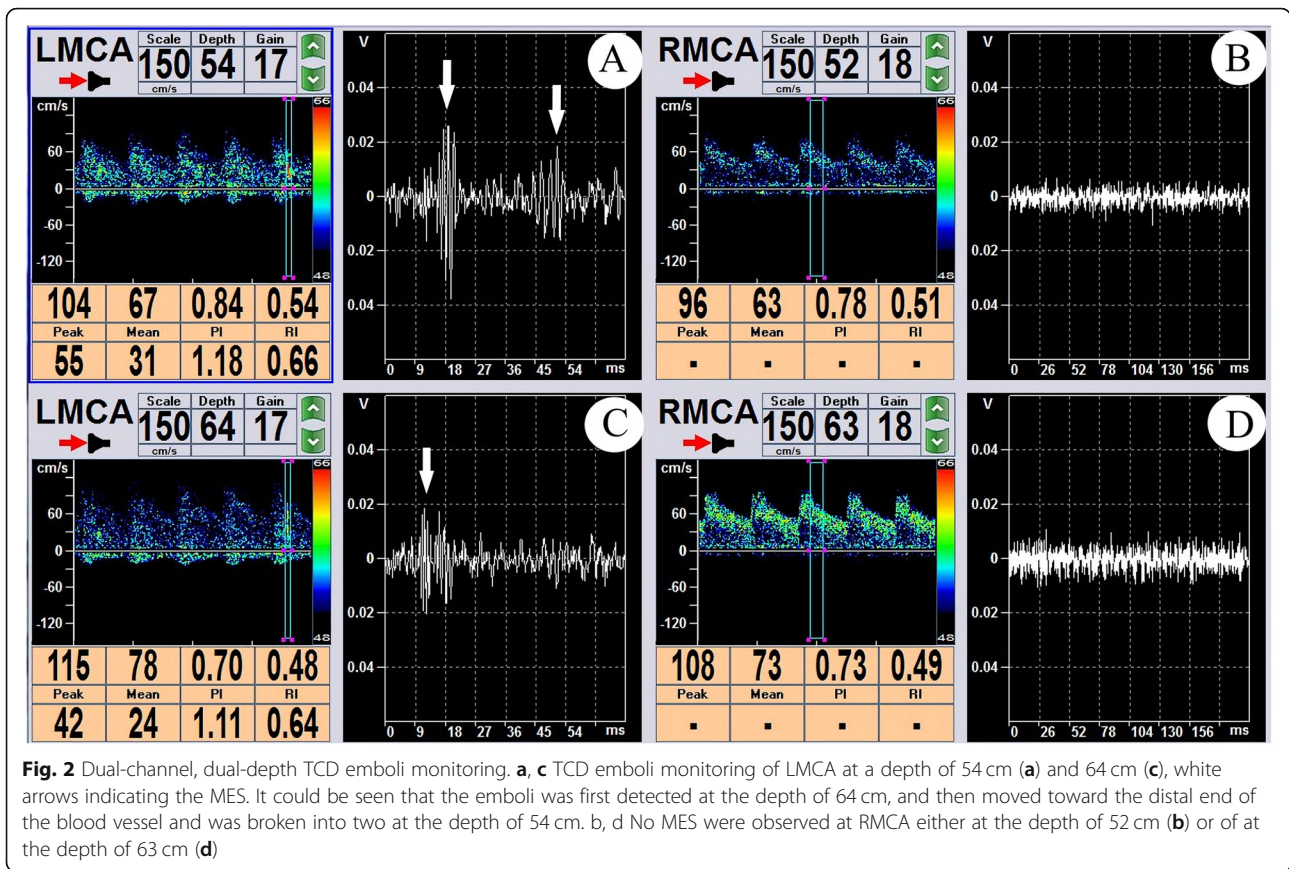 LMCA Scale Depth Gain
150 54 17
cm/s
cm/s 66
60
0
-60
-120
48
104 67 0.84 0.54
Peak Mean PI RI
55 31 1.18 0.66
V A
0.04
0.02
0
0.02
0.04
0 9 18 27 36 45 54 ms
RMCA Scale Depth Gain
150 52 18
cm/s
cm/s 66
60
0
-60
-120
48
96 63 0.78 0.51
Peak Mean PI RI
- - - -
V B
0.04
0.02
0
0.02
0.04
0 26 52 78 104 130 156 ms
LMCA Scale Depth Gain
150 64 17
cm/s
cm/s 66
60
0
-60
-120
48
115 78 0.70 0.48
Peak Mean PI RI
42 24 1.11 0.64
V C
0.04
0.02
0
0.02
0.04
0 9 18 27 36 45 54 ms
RMCA Scale Depth Gain
150 63 18
cm/s
cm/s 66
60
0
-60
-120
48
108 73 0.73 0.49
Peak Mean PI RI
- - - -
V D
0.04
0.02
0
0.02
0.04
0 26 52 78 104 130 156 ms
Fig. 2 Dual-channel, dual-depth TCD emboli monitoring. a, c TCD emboli monitoring of LMCA at a depth of 54 cm (a) and 64 cm (c), white
arrows indicating the MES. It could be seen that the emboli was first detected at the depth of 64 cm, and then moved toward the distal end of
the blood vessel and was broken into two at the depth of 54 cm. b, d No MES were observed at RMCA either at the depth of 52 cm (b) or of at
the depth of 63 cm (d)